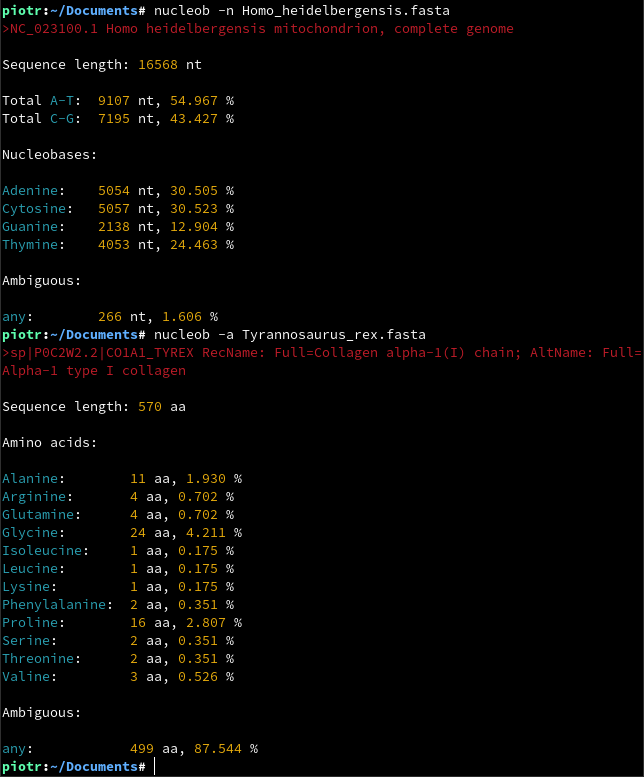 piotr:~/Documents# nucleob -n Homo_heidelbergensis.fasta
>NC_023100.1 Homo heidelbergensis mitochondrion, complete genome
Sequence length: 16568 nt
Total A-T:  9107 nt, 54.967 %
Total C-G:  7195 nt, 43.427 %
Nucleobases:
Adenine:    5054 nt, 30.505 %
Cytosine:   5057 nt, 30.523 %
Guanine:    2138 nt, 12.904 %
Thymine:    4053 nt, 24.463 %
Ambiguous:
any:        266 nt, 1.606 %
piotr:~/Documents# nucleob -a Tyrannosaurus_rex.fasta
>sp|P0C2W2.2|CO1A1_TYREX RecName: Full=Collagen alpha-1(I) chain; AltName: Full=
Alpha-1 type I collagen
Sequence length: 570 aa
Amino acids:
Alanine:        11 aa, 1.930 %
Arginine:       4 aa, 0.702 %
Glutamine:      4 aa, 0.702 %
Glycine:        24 aa, 4.211 %
Isoleucine:     1 aa, 0.175 %
Leucine:        1 aa, 0.175 %
Lysine:         1 aa, 0.175 %
Phenylalanine:  2 aa, 0.351 %
Proline:        16 aa, 2.807 %
Serine:         2 aa, 0.351 %
Threonine:      2 aa, 0.351 %
Valine:         3 aa, 0.526 %
Ambiguous:
any:            499 aa, 87.544 %
piotr:~/Documents#